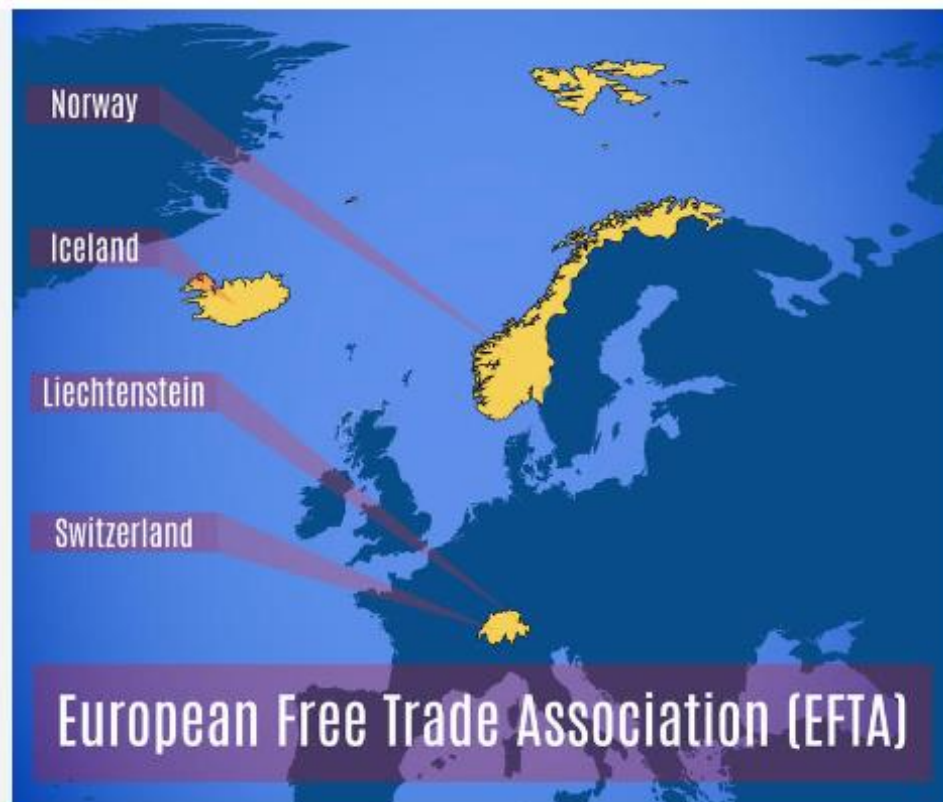 Norway
Iceland
Liechtenstein
Switzerland
European Free Trade Association (EFTA)